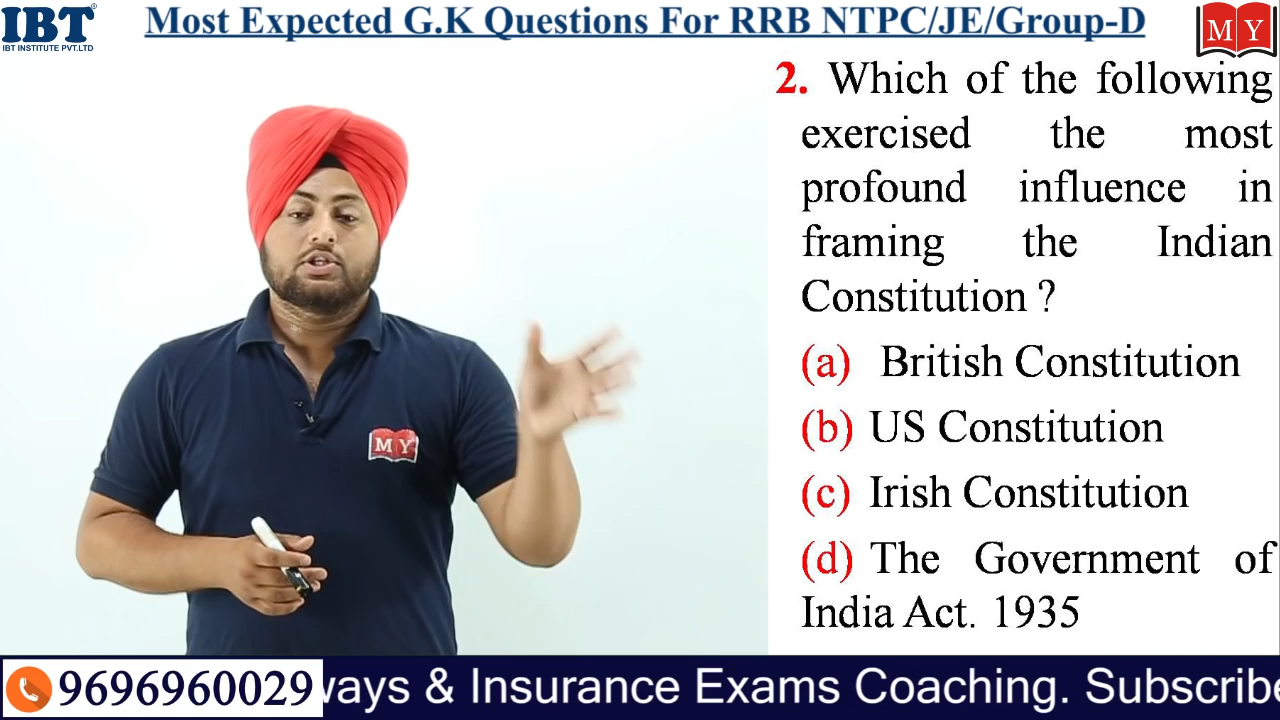 IBT®
IBT INSTITUTE PVT.LTD
Most Expected G.K Questions For RRB NTPC/JE/Group-D
MY
2. Which of the following
exercised the most
profound influence in
framing the Indian
Constitution ?
(a) British Constitution
(b) US Constitution
(c) Irish Constitution
(d) The Government of
India Act. 1935
MY
9696960029 ways & Insurance Exams Coaching. Subscribe